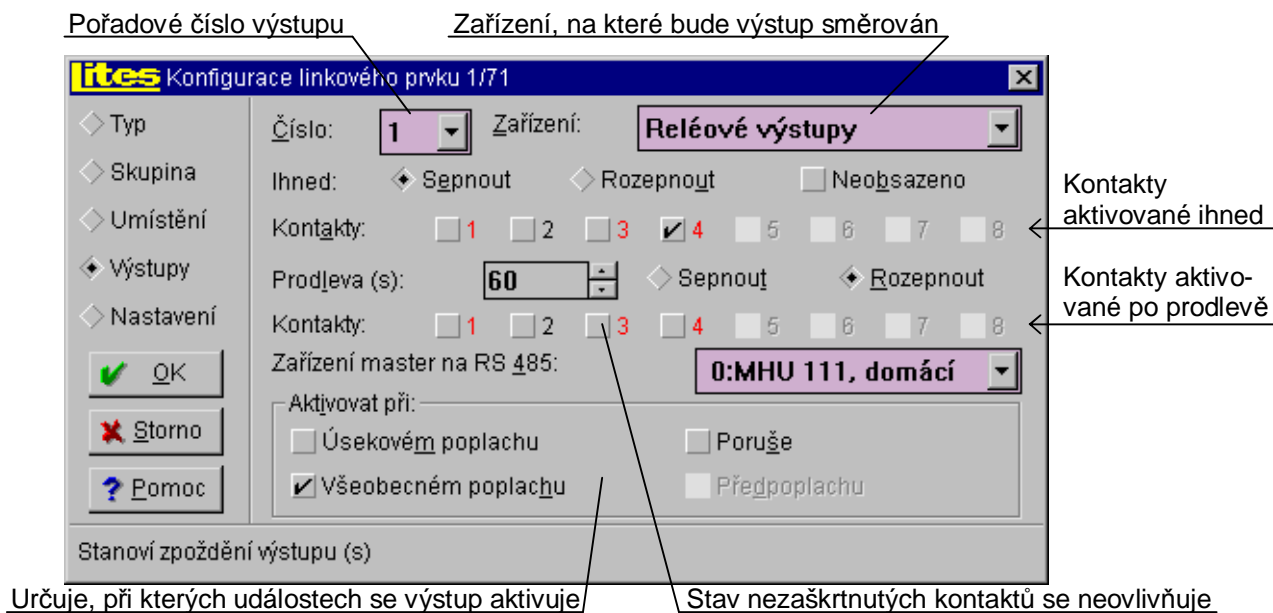 Pořadové číslo výstupu
Zařízení, na které bude výstup směrován
lites Konfigurace linkového prvku 1/71
Typ
Skupina
Umístění
Výstupy
Nastavení
OK
Storno
Pomoc
Číslo: 1 Zařízení: Reléové výstupy
Ihned: Sepnout Rozepnout Neobsazeno
Kontakty: 1 2 3 4 5 6 7 8
Prodleva (s): 60 Sepnout Rozepnout
Kontakty: 1 2 3 4 5 6 7 8
Zařízení master na RS 485: 0:MHU 111, domácí
Aktivovat při:
Úsekovém poplachu Poruše
Všeobecném poplachu Předpoplachu
Stanoví zpoždění výstupu (s)
Kontakty
aktivované ihned
Kontakty aktivo-
vané po prodlevě
Určuje, při kterých událostech se výstup aktivuje
Stav nezaškrtnutých kontaktů se neovlivňuje